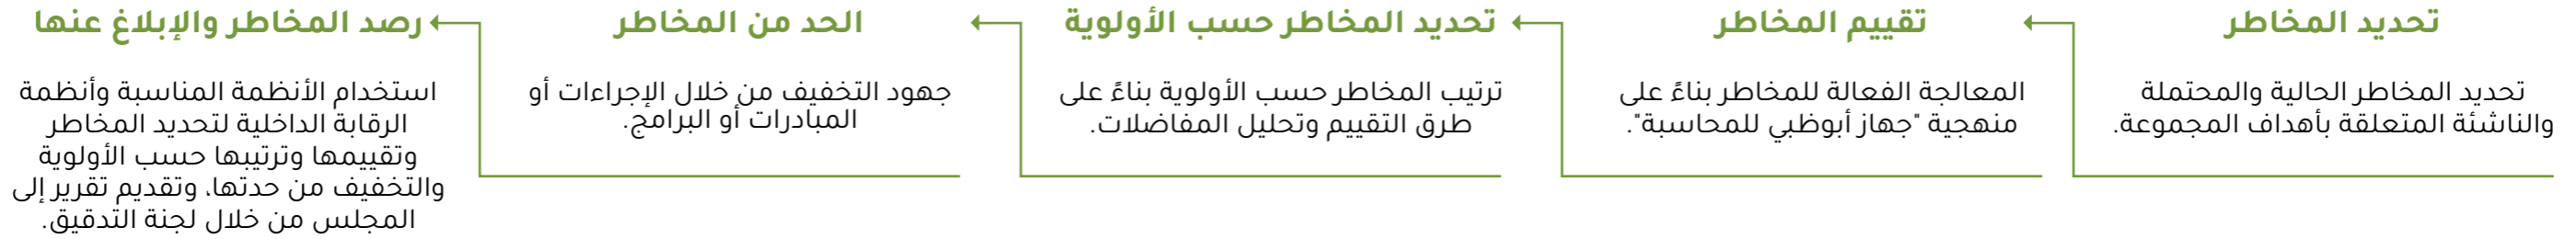 تحديد المخاطر
تحديد المخاطر الحالية والمحتملة
والناشئة المتعلقة بأهداف المجموعة.
تقييم المخاطر
المعالجة الفعالة للمخاطر بناءً على
منهجية "جهاز أبوظبي للمحاسبة".
تحديد المخاطر حسب الأولوية
ترتيب المخاطر حسب الأولوية بناءً على
طرق التقييم وتحليل المفاضلات.
الحد من المخاطر
جهود التخفيف من خلال الإجراءات أو
المبادرات أو البرامج.
رصد المخاطر والإبلاغ عنها
استخدام الأنظمة المناسبة وأنظمة
الرقابة الداخلية لتحديد المخاطر
وتقييمها وترتيبها حسب الأولوية
والتخفيف من حدتها، وتقديم تقرير إلى
المجلس من خلال لجنة التدقيق.